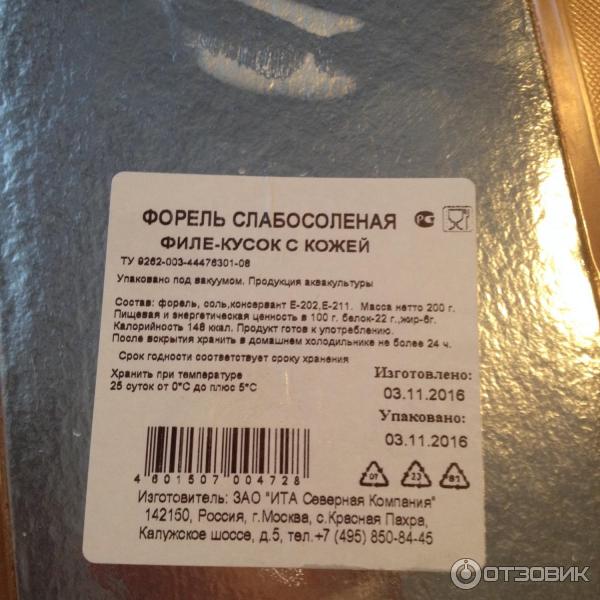 ФОРЕЛЬ СЛАБОСОЛЕНАЯ
ФИЛЕ-КУСОК С КОЖЕЙ
ТУ 9262-003-44476301-08
Упаковано под вакуумом. Продукция аквакультуры
Состав: форель, соль,консервант Е-202,Е-211. Масса нетто 200 г.
Пищевая и энергетическая ценность в 100 г. белок-22 г.,жир-6г.
Калорийность 148 ккал. Продукт готов к употреблению.
После вскрытия хранить в домашнем холодильнике не более 24 ч.
Срок годности соответствует сроку хранения
Хранить при температуре
25 суток от 0°С до плюс 5°С
Изготовлено:
03.11.2016
Упаковано:
03.11.2016
4601507004728
Изготовитель: ЗАО "ИТА Северная Компания"
142150, Россия, г.Москва, с.Красная Пахра,
Калужское шоссе, д.5, тел.+7 (495) 850-84-45
ОТЗОВИК